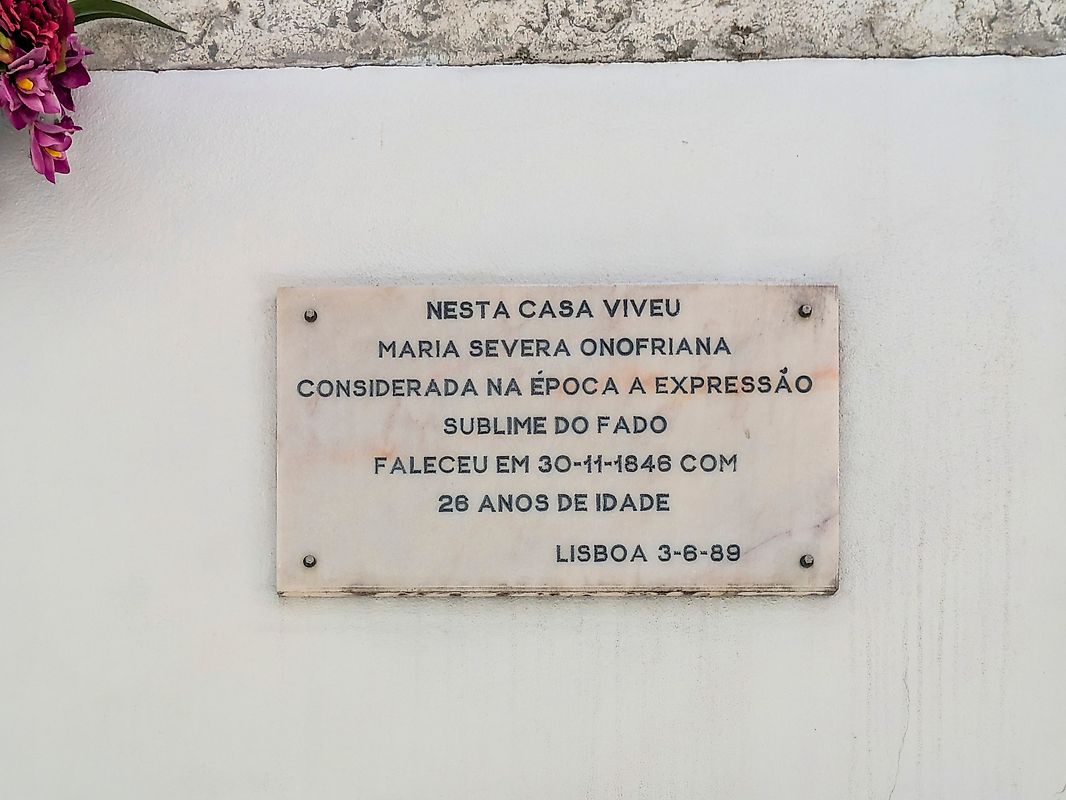 NESTA CASA VIVEU
MARIA SEVERA ONOFRIANA
CONSIDERADA NA ÉPOCA A EXPRESSÃO
SUBLIME DO FADO
FALECEU EM 30-11-1846 COM
26 ANOS DE IDADE
LISBOA 3-6-89